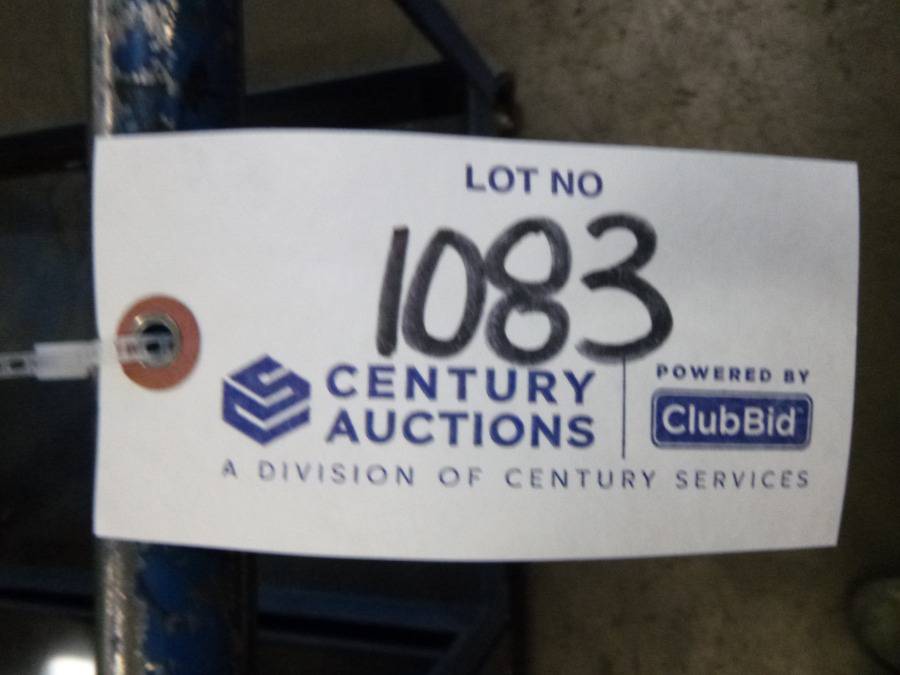 LOT NO
1083
CENTURY
AUCTIONS
POWERED BY
ClubBid
A DIVISION OF CENTURY SERVICES